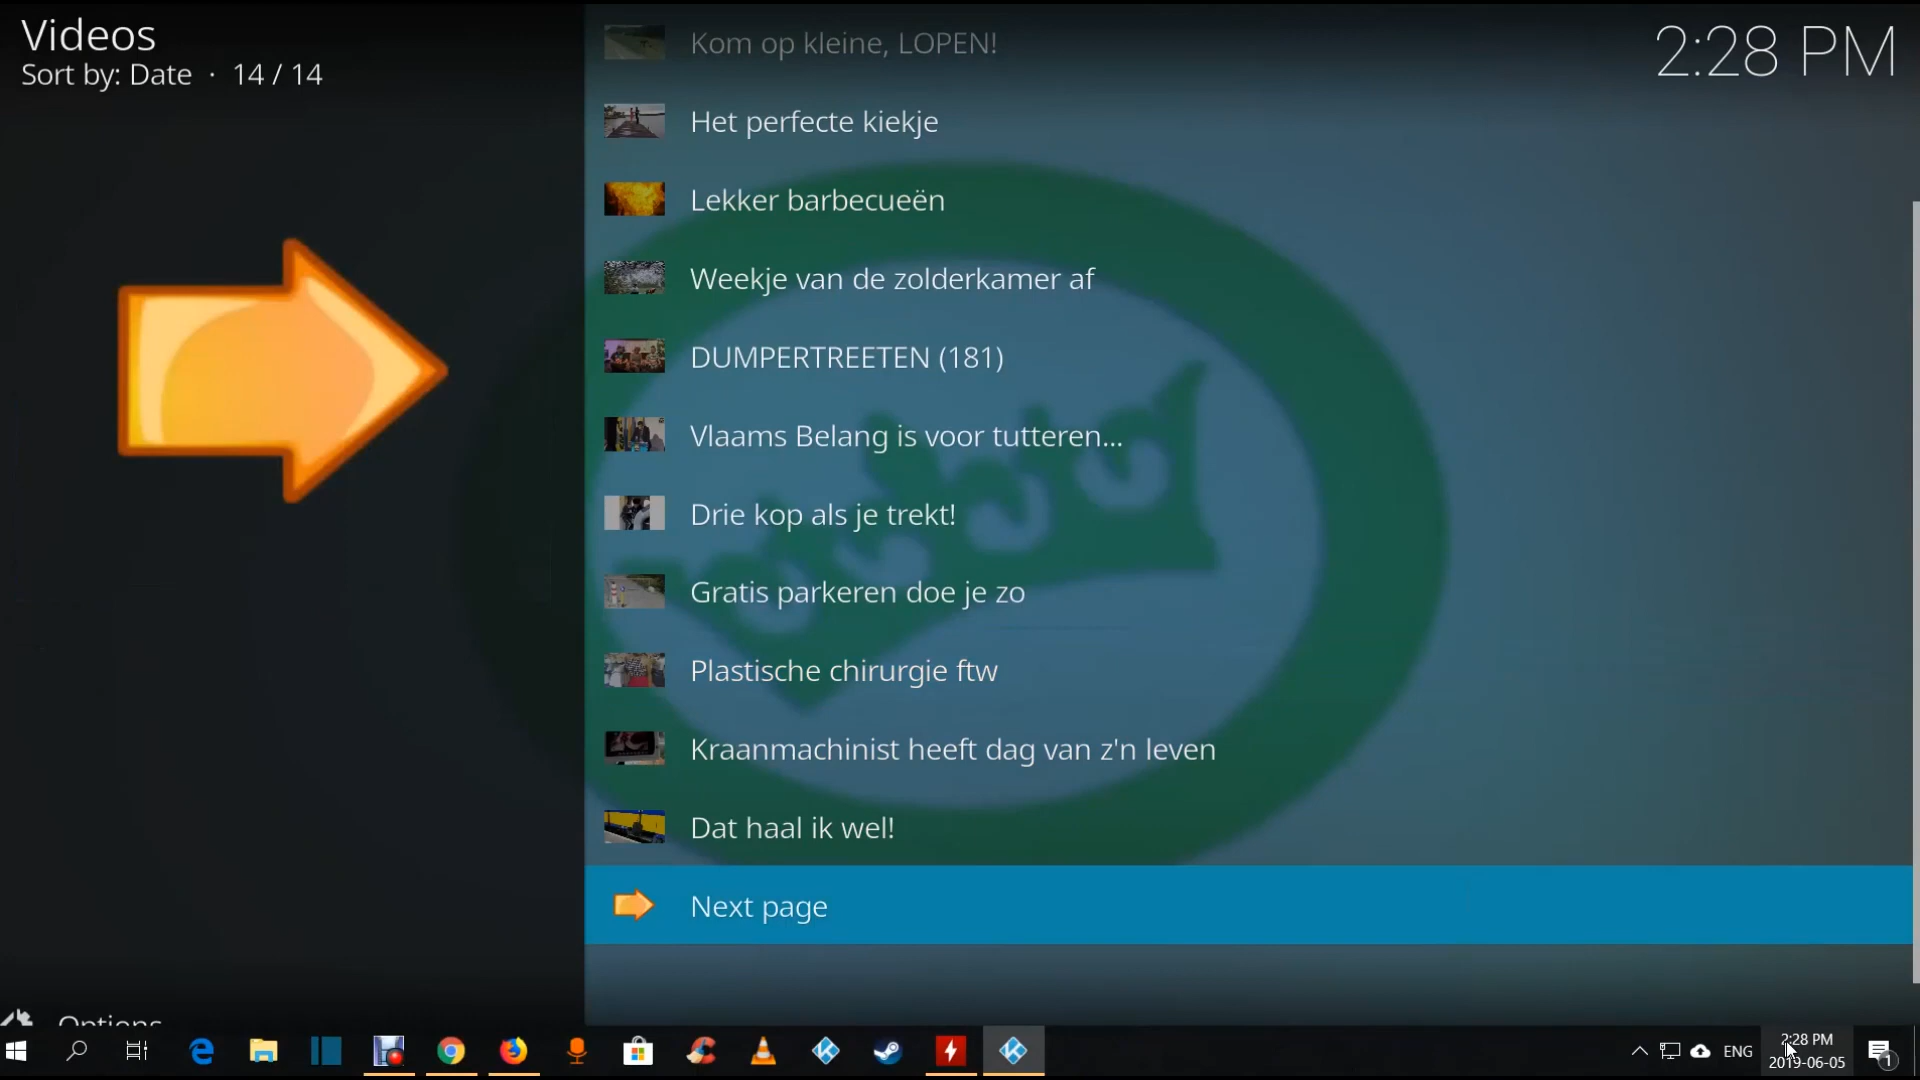 Videos
Sort by: Date · 14 / 14
2:28 PM
Kom op kleine, LOPEN!
Het perfecte kiekje
Lekker barbecueën
Weekje van de zolderkamer af
DUMPERTREETEN (181)
Vlaams Belang is voor tutteren...
Drie kop als je trekt!
Gratis parkeren doe je zo
Plastische chirurgie ftw
Kraanmachinist heeft dag van z'n leven
Dat haal ik wel!
Next page
Options
ENG
2:28 PM
2019-06-05
1